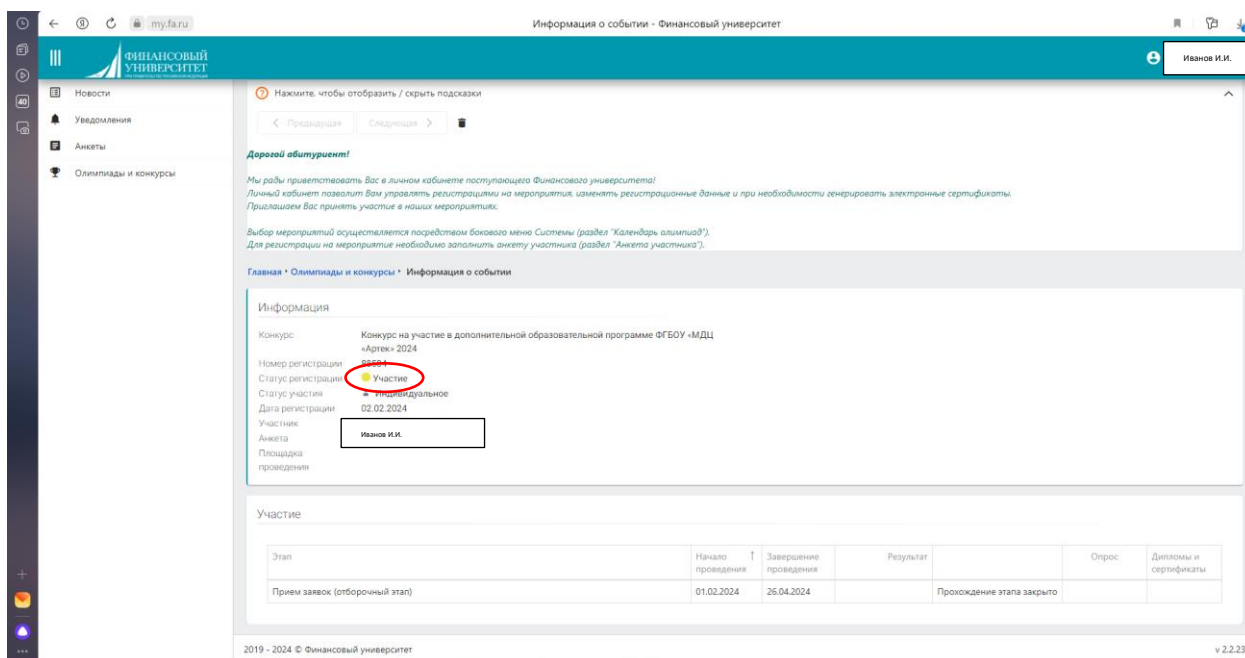 my.fa.ru
Информация о событии - Финансовый университет
40
ФИНАНСОВЫЙ
УНИВЕРСИТЕТ
Иванов И.И.
Новости
Уведомления
Анкеты
Олимпиады и конкурсы
Нажмите, чтобы отобразить / скрыть подсказки
Предыдущая Следующая
Дорогой абитуриент!
Мы рады приветствовать Вас в личном кабинете поступающего Финансового университета!
Личный кабинет позволит Вам управлять регистрациями на мероприятия, изменять регистрационные данные и при необходимости генерировать электронные сертификаты.
Приглашаем Вас принять участие в наших мероприятиях.
Выбор мероприятий осуществляется посредством бокового меню Системы (раздел "Календарь олимпиад").
Для регистрации на мероприятие необходимо заполнить анкету участника (раздел "Анкета участника").
Главная • Олимпиады и конкурсы • Информация о событии
Информация
Конкурс Конкурс на участие в дополнительной образовательной программе ФГБОУ «МДЦ
«Артек» 2024
Номер регистрации
Статус регистрации Участие
Статус участия Индивидуальное
Дата регистрации 02.02.2024
Участник
Иванов И.И.
Анкета
Площадка
проведения
Участие
Этап Начало проведения ↑ Завершение проведения Результат Опрос Дипломы и сертификаты
Прием заявок (отборочный этап) 01.02.2024 26.04.2024 Прохождение этапа закрыто
2019 - 2024 © Финансовый университет
v 2.2.23